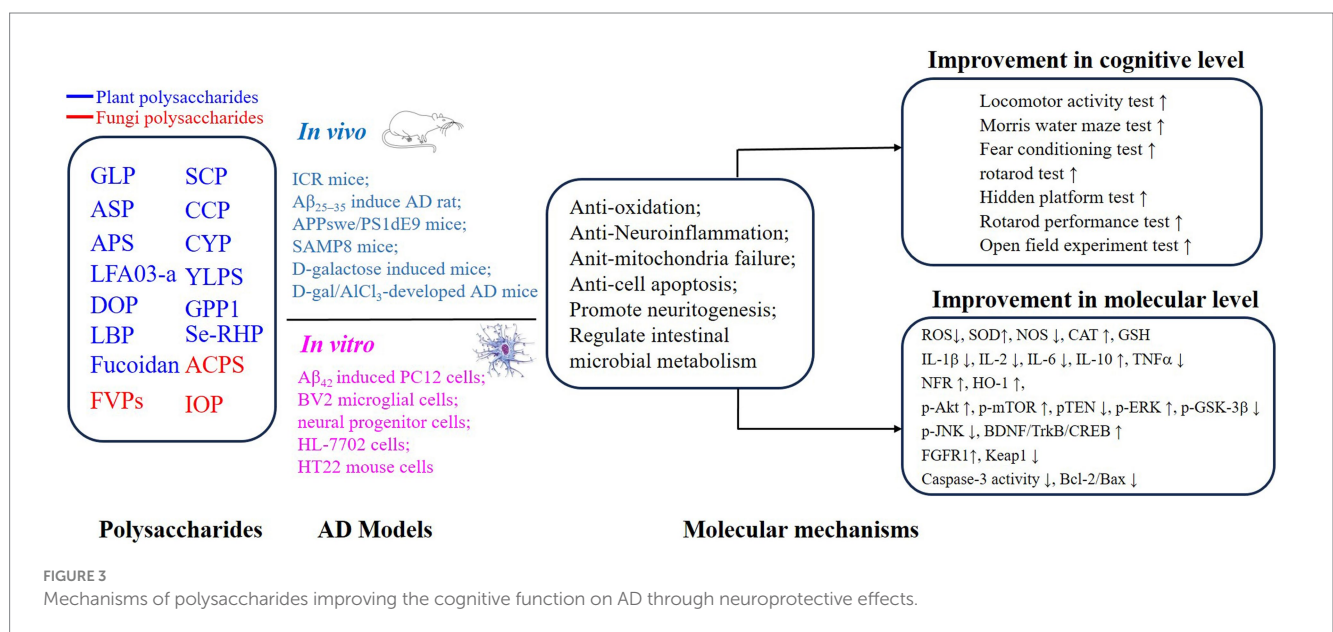 Plant polysaccharides
Fungi polysaccharides
GLP SCP
ASP CCP
APS CYP
LFA03-a YLPS
DOP GPP1
LBP Se-RHP
Fucoidan ACPS
FVPs IOP
Polysaccharides
In vivo
ICR mice;
Aβ25–35 induce AD rat;
APPswe/PS1dE9 mice;
SAMP8 mice;
D-galactose induced mice;
D-gal/AlCl3-developed AD mice
In vitro
Aβ42 induced PC12 cells;
BV2 microglial cells;
neural progenitor cells;
HL-7702 cells;
HT22 mouse cells
AD Models
Anti-oxidation;
Anti-Neuroinflammation;
Anit-mitochondria failure;
Anti-cell apoptosis;
Promote neuritogenesis;
Regulate intestinal
microbial metabolism
Improvement in cognitive level
Locomotor activity test ↑
Morris water maze test ↑
Fear conditioning test ↑
rotarod test ↑
Hidden platform test ↑
Rotarod performance test ↑
Open field experiment test ↑
Improvement in molecular level
ROS↓, SOD↑, NOS ↓, CAT ↑, GSH
IL-1β ↓, IL-2 ↓, IL-6 ↓, IL-10 ↑, TNFα ↓
NFR ↑, HO-1 ↑,
p-Akt ↑, p-mTOR ↑, pTEN ↓, p-ERK ↑, p-GSK-3β ↓
p-JNK ↓, BDNF/TrkB/CREB ↑
FGFR1↑, Keap1 ↓
Caspase-3 activity ↓, Bcl-2/Bax ↓
Molecular mechanisms
FIGURE 3
Mechanisms of polysaccharides improving the cognitive function on AD through neuroprotective effects.